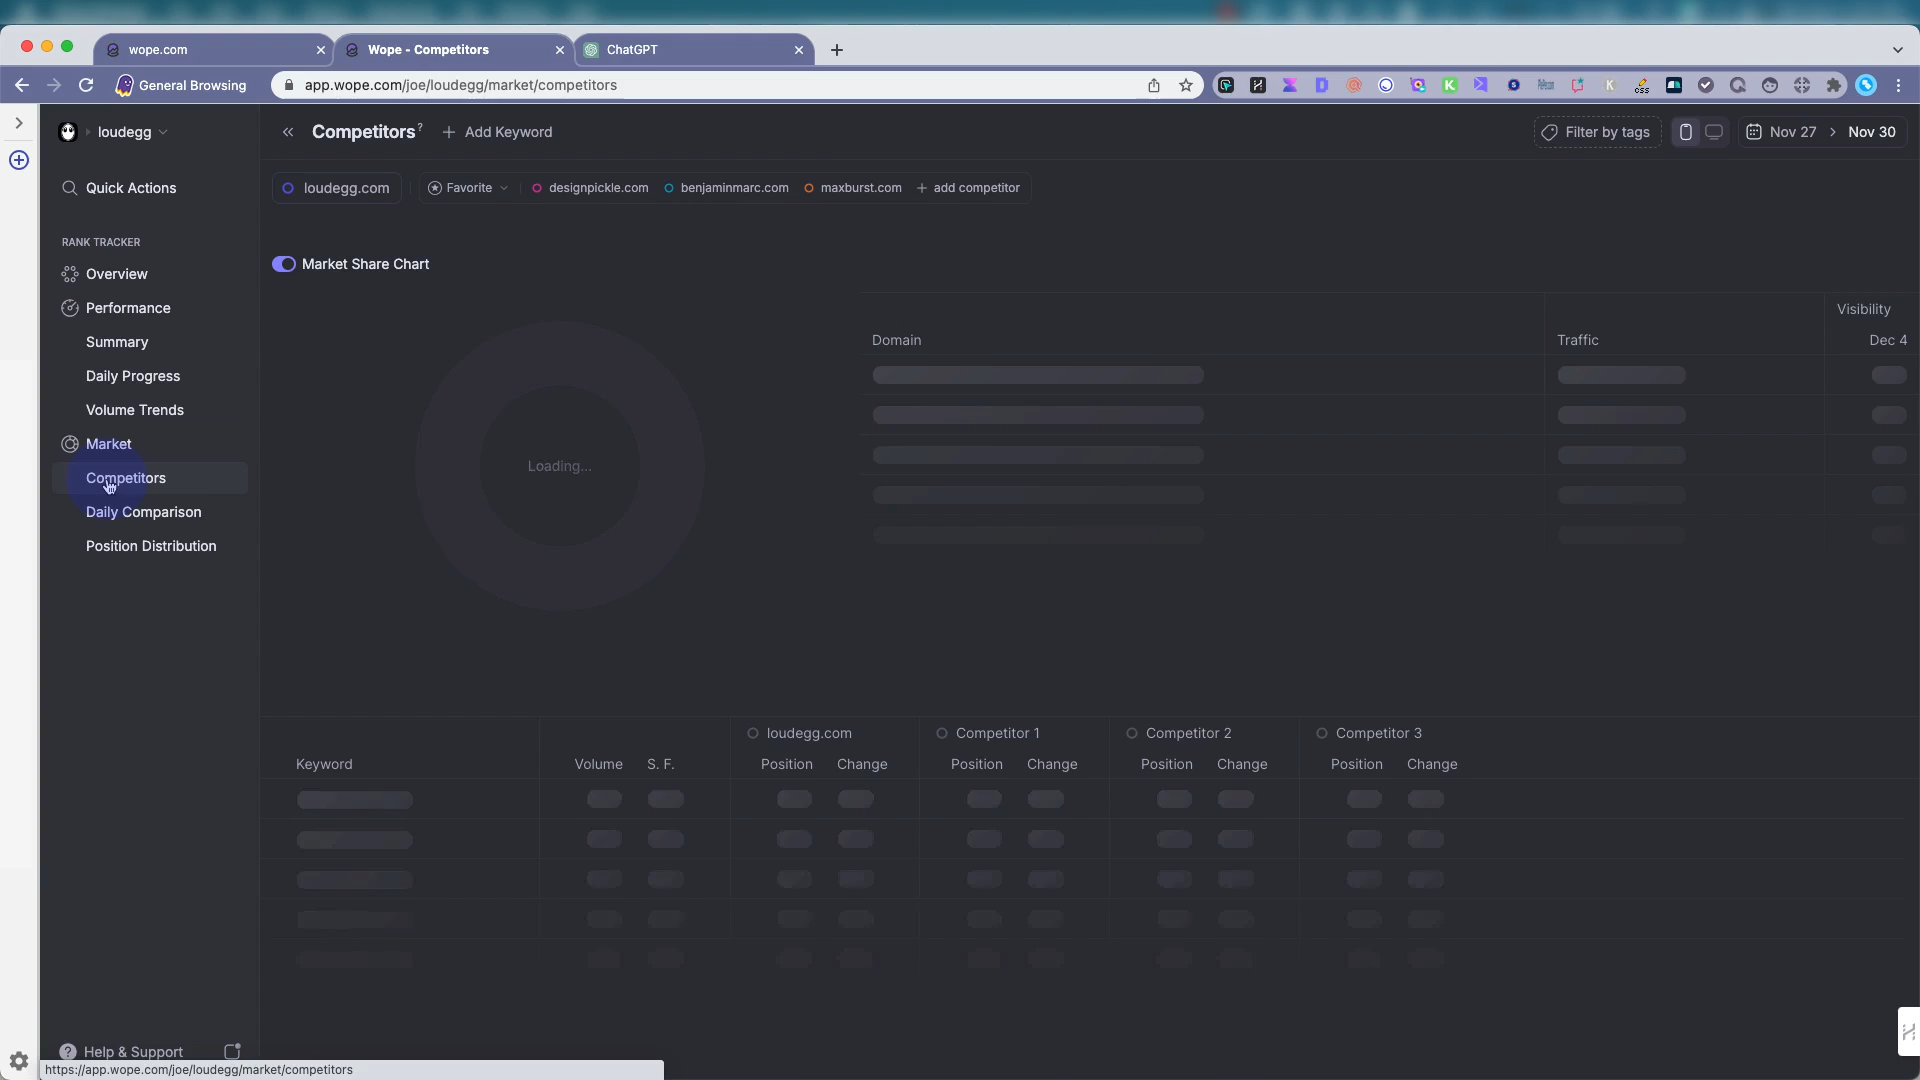 wope.com
Wope - Competitors
ChatGPT
General Browsing
app.wope.com/joe/loudegg/market/competitors
loudegg
Competitors?
Add Keyword
Filter by tags
Nov 27
Nov 30
Quick Actions
loudegg.com
Favorite
designpickle.com
benjaminmarc.com
maxburst.com
add competitor
RANK TRACKER
Overview
Performance
Summary
Daily Progress
Volume Trends
Market
Competitors
Daily Comparison
Position Distribution
Market Share Chart
Loading...
Visibility
Domain
Traffic
Dec 4
loudegg.com
Competitor 1
Competitor 2
Competitor 3
Keyword
Volume
S. F.
Position
Change
Position
Change
Position
Change
Position
Change
Help & Support
https://app.wope.com/joe/loudegg/market/competitors